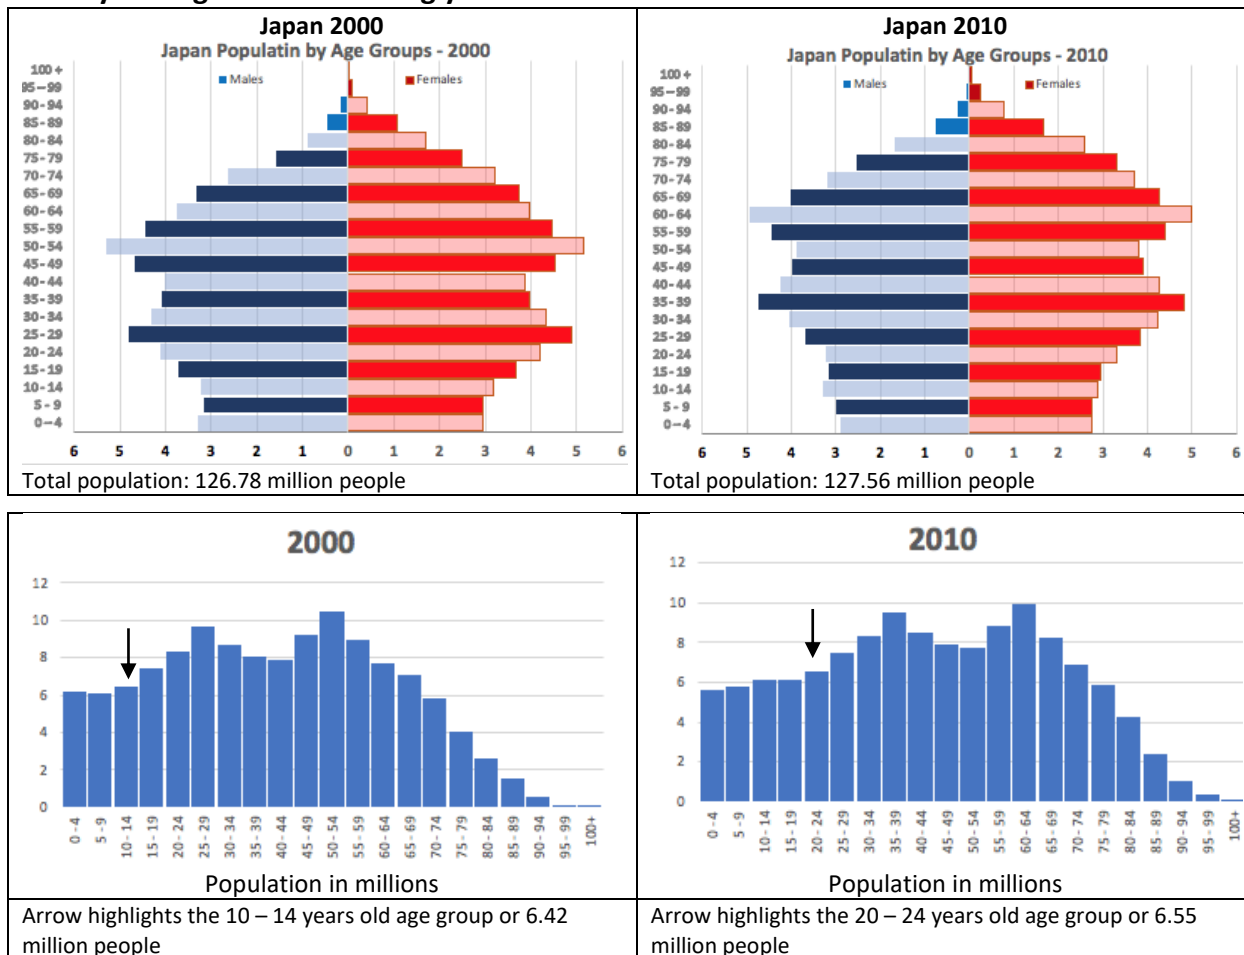 Japan 2000
Japan Populatin by Age Groups - 2000
Males
Females
100 +
95 – 99
90 - 94
85 - 89
80 - 84
75 - 79
70 - 74
65 - 69
60 - 64
55 - 59
50 - 54
45 - 49
40 - 44
35 - 39
30 - 34
25 - 29
20 - 24
15 - 19
10 - 14
5 - 9
0 – 4
6 5 4 3 2 1 0 1 2 3 4 5 6
Total population: 126.78 million people
Japan 2010
Japan Populatin by Age Groups - 2010
Males
Females
100 +
95 – 99
90 - 94
85 - 89
80 - 84
75 - 79
70 - 74
65 - 69
60 - 64
55 - 59
50 - 54
45 - 49
40 - 44
35 - 39
30 - 34
25 - 29
20 - 24
15 - 19
10 - 14
5 - 9
0 – 4
6 5 4 3 2 1 0 1 2 3 4 5 6
Total population: 127.56 million people
2000
12
10
8
6
4
2
0
0 - 4 5 - 9 10 - 14 15 - 19 20 - 24 25 - 29 30 - 34 35 - 39 40 - 44 45 - 49 50 - 54 55 - 59 60 - 64 65 - 69 70 - 74 75 - 79 80 - 84 85 - 89 90 - 94 95 - 99 100+
Population in millions
Arrow highlights the 10 – 14 years old age group or 6.42
million people
2010
12
10
8
6
4
2
0
0 - 4 5 - 9 10 - 14 15 - 19 20 - 24 25 - 29 30 - 34 35 - 39 40 - 44 45 - 49 50 - 54 55 - 59 60 - 64 65 - 69 70 - 74 75 - 79 80 - 84 85 - 89 90 - 94 95 - 99 100+
Population in millions
Arrow highlights the 20 – 24 years old age group or 6.55
million people